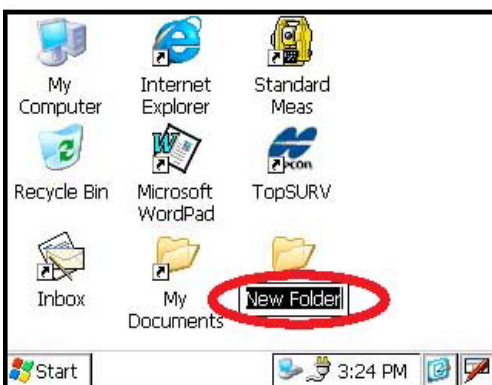 My
Computer
Internet
Explorer
Standard
Meas
Recycle Bin
Microsoft
WordPad
TopSURV
Inbox
My
Documents
New Folder
Start
3:24 PM